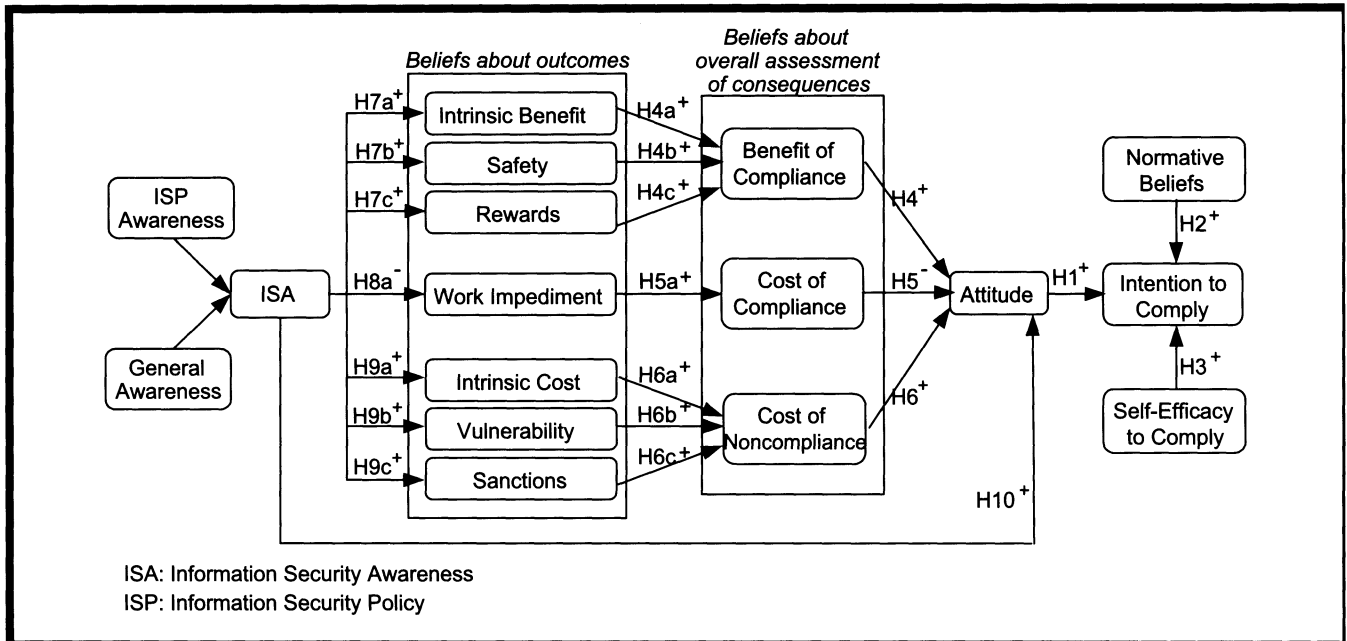 Beliefs about outcomes
Beliefs about
overall assessment
of consequences
H7a+
Intrinsic Benefit
H4a+
H7b+
Safety
H4b+
Benefit of
Compliance
Normative
Beliefs
H7c+
Rewards
H4c+
H4+
H2+
ISP
Awareness
ISA
H8a-
Work Impediment
H5a+
Cost of
Compliance
H5-
Attitude
H1+
Intention to
Comply
General
Awareness
H9a+
Intrinsic Cost
H6a+
H6+
H3+
H9b+
Vulnerability
H6b+
Cost of
Noncompliance
Self-Efficacy
to Comply
H9c+
Sanctions
H6c+
H10+
ISA: Information Security Awareness
ISP: Information Security Policy